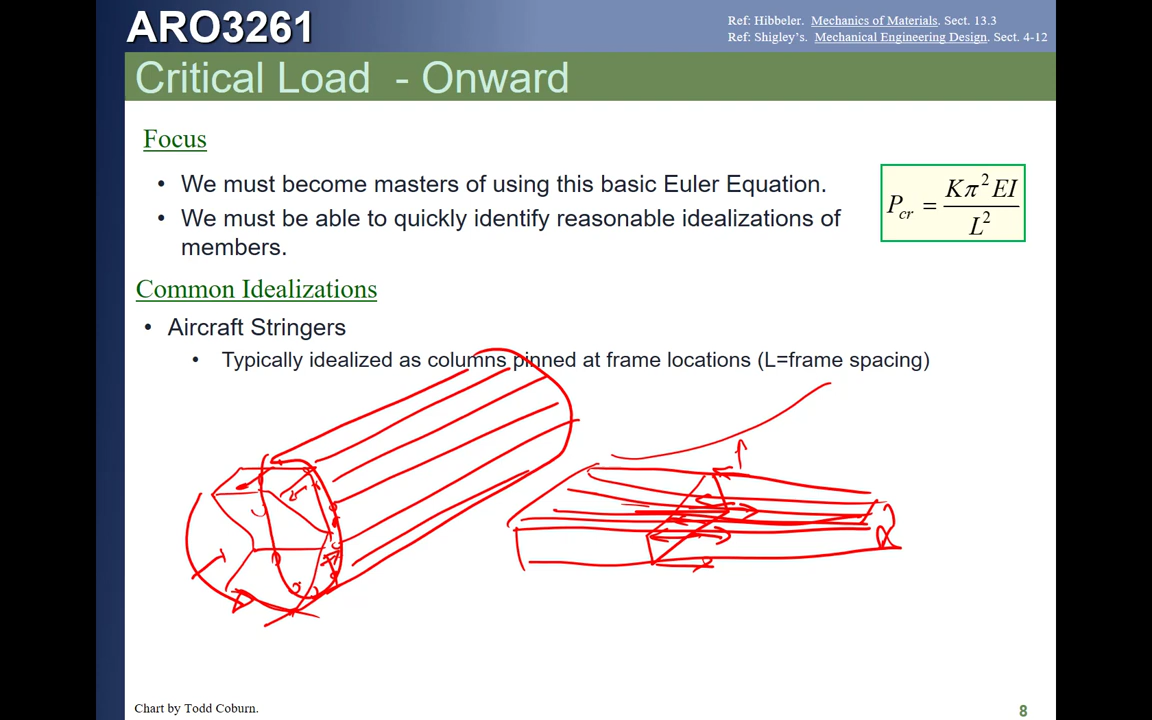 ARO3261
Ref: Hibbeler. Mechanics of Materials. Sect. 13.3
Ref: Shigley's. Mechanical Engineering Design. Sect. 4-12
Critical Load - Onward
Focus
• We must become masters of using this basic Euler Equation.
• We must be able to quickly identify reasonable idealizations of
members.
P_cr = Kπ²EI / L²
Common Idealizations
• Aircraft Stringers
• Typically idealized as columns pinned at frame locations (L=frame spacing)
Chart by Todd Coburn.
8